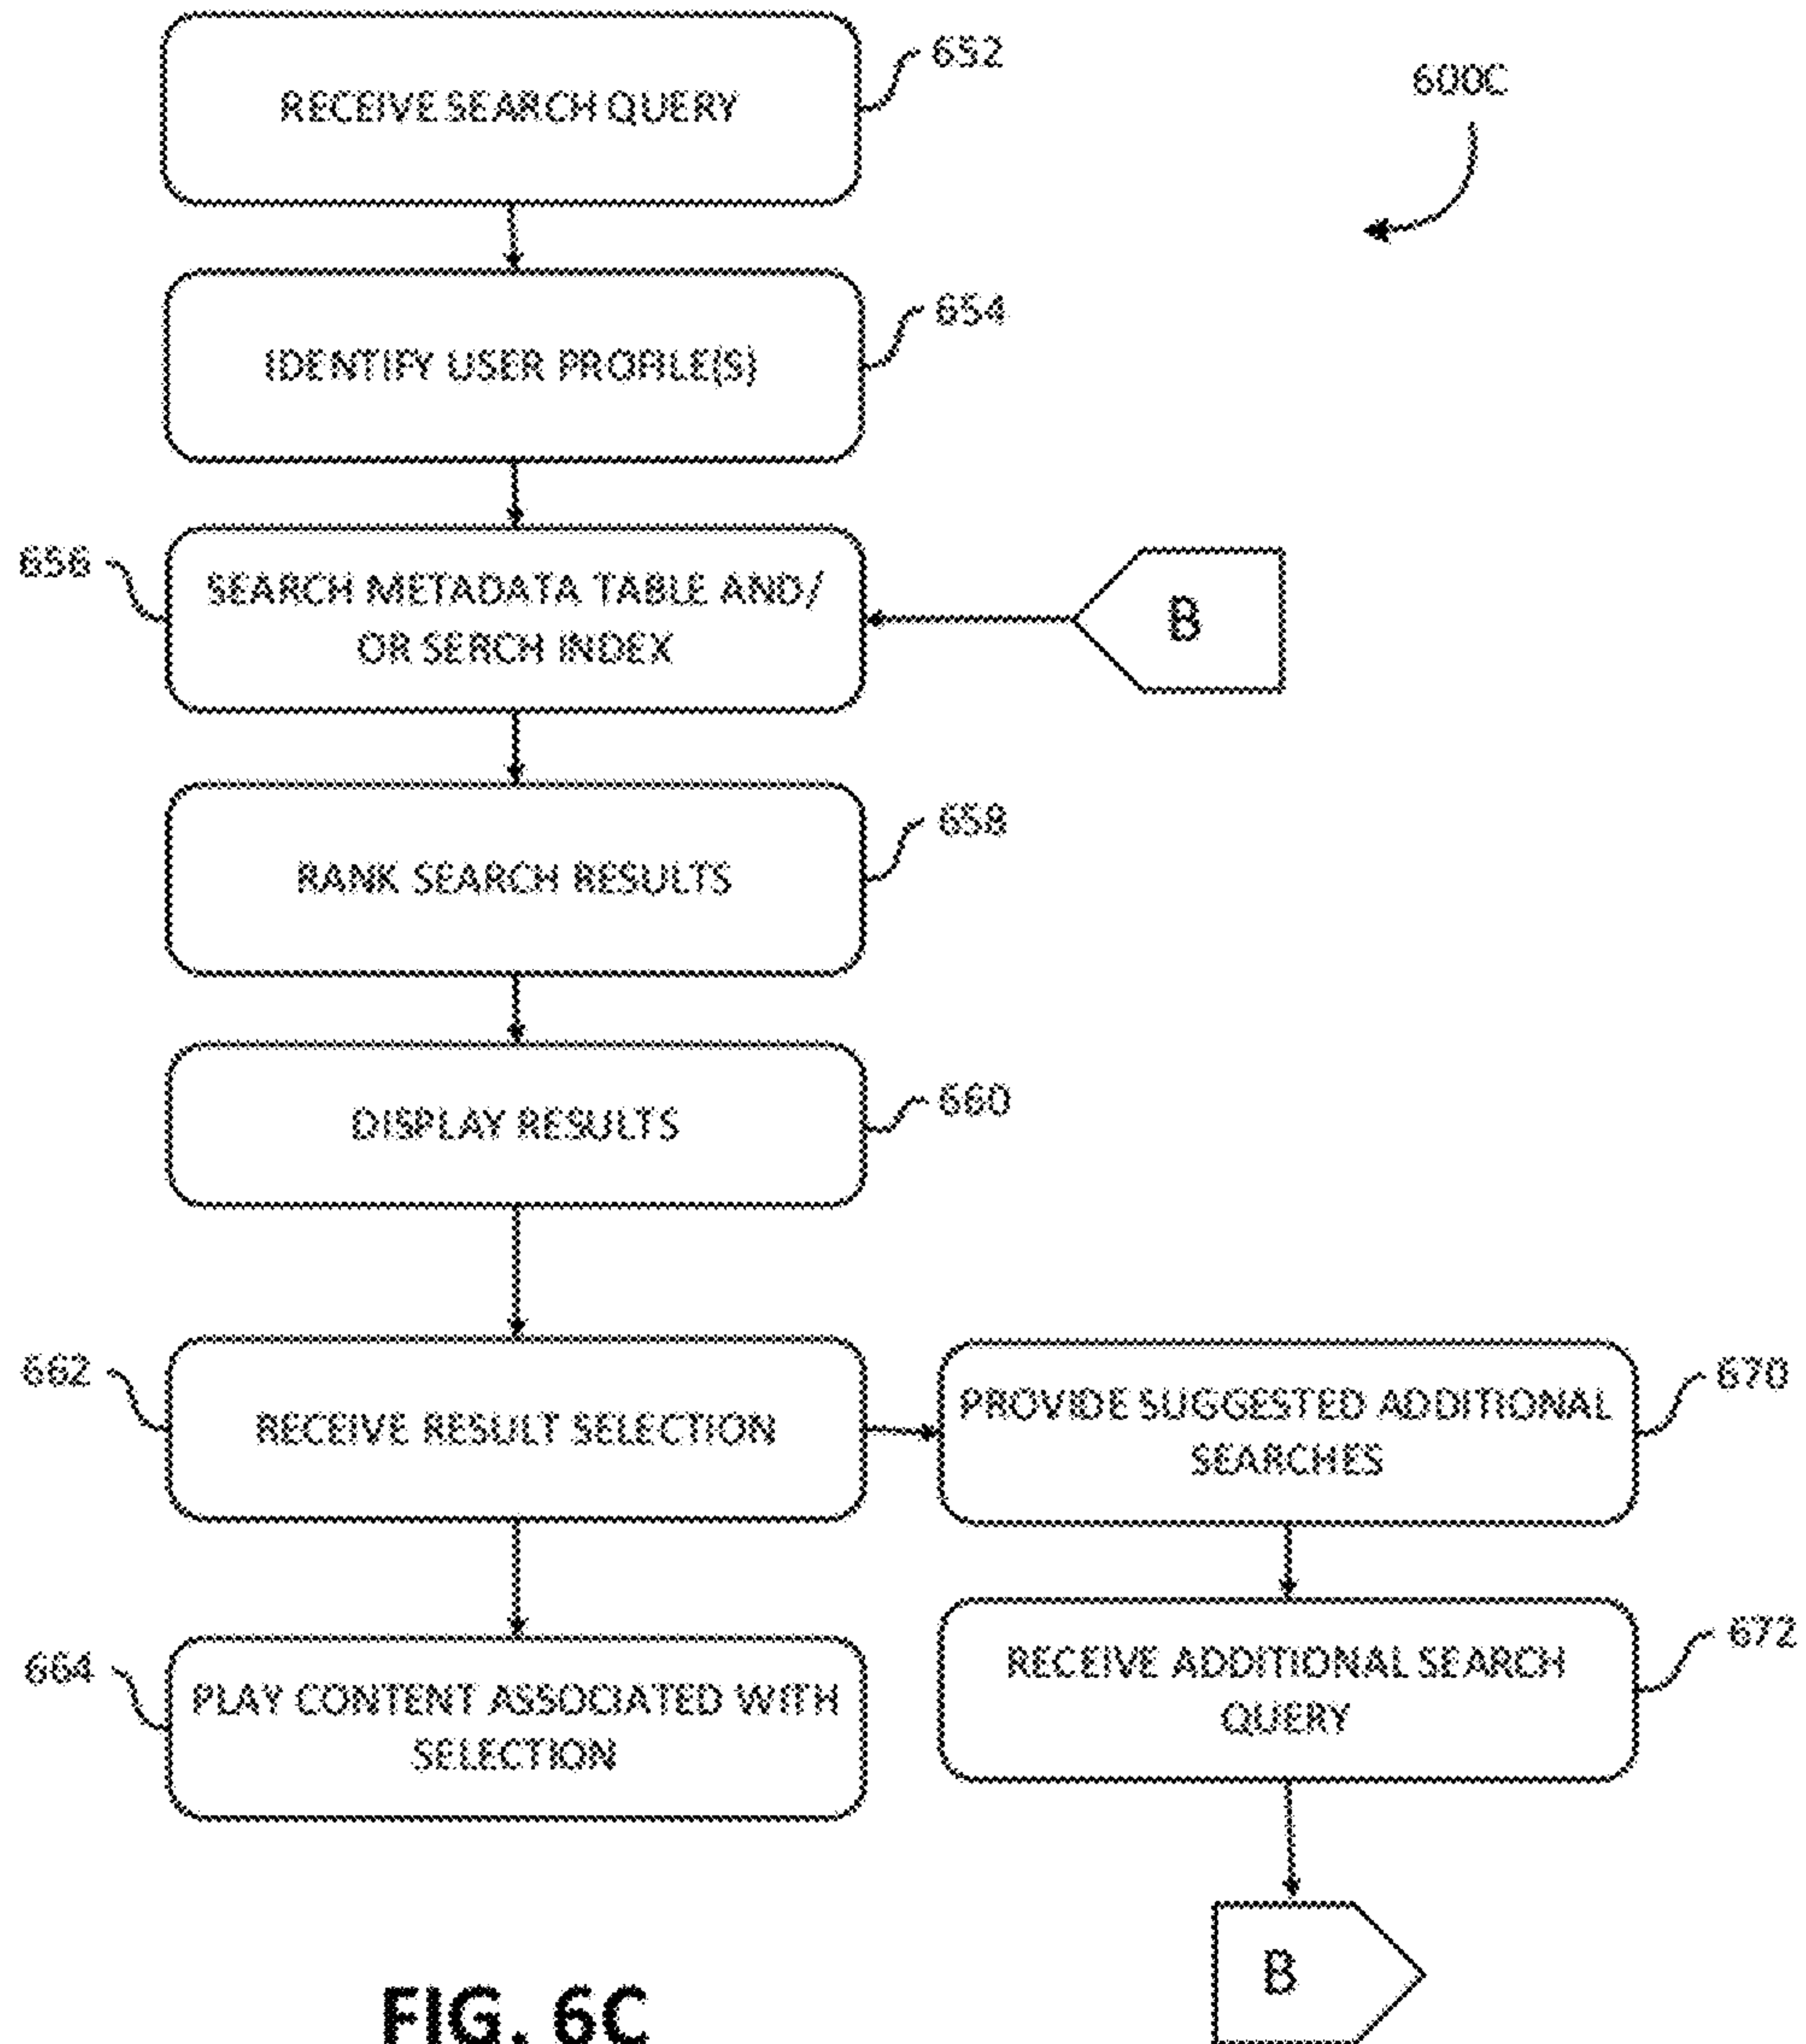 RECEIVE SEARCH QUERY
652
600C
IDENTIFY USER PROFILE(S)
654
656
SEARCH METADATA TABLE AND/
OR SERCH INDEX
B
RANK SEARCH RESULTS
658
DISPLAY RESULTS
660
662
RECEIVE RESULT SELECTION
PROVIDE SUGGESTED ADDITIONAL
SEARCHES
670
664
PLAY CONTENT ASSOCIATED WITH
SELECTION
RECEIVE ADDITIONAL SEARCH
QUERY
672
B
FIG. 6C